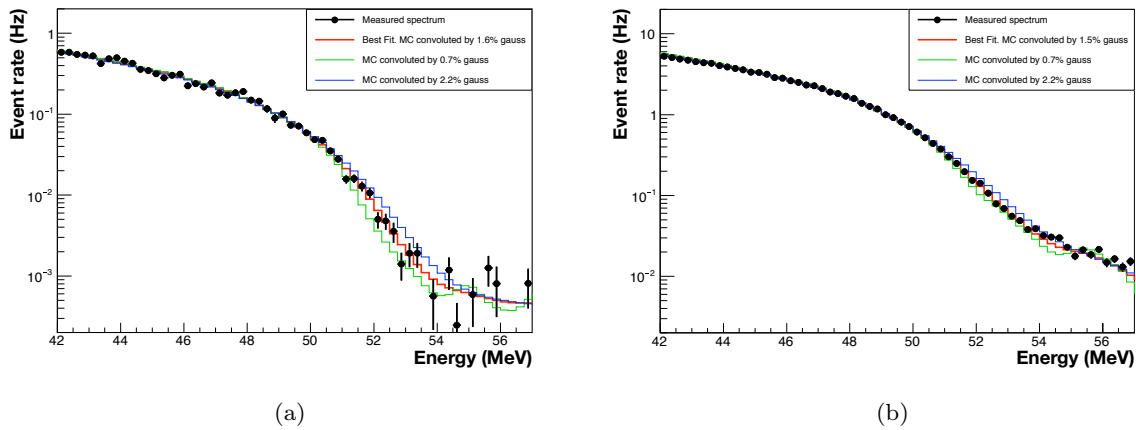 Event rate (Hz)
1
10⁻¹
10⁻²
10⁻³
Measured spectrum
Best Fit. MC convoluted by 1.6% gauss
MC convoluted by 0.7% gauss
MC convoluted by 2.2% gauss
42 44 46 48 50 52 54 56
Energy (MeV)
(a)
Event rate (Hz)
10
1
10⁻¹
10⁻²
Measured spectrum
Best Fit. MC convoluted by 1.5% gauss
MC convoluted by 0.7% gauss
MC convoluted by 2.2% gauss
42 44 46 48 50 52 54 56
Energy (MeV)
(b)